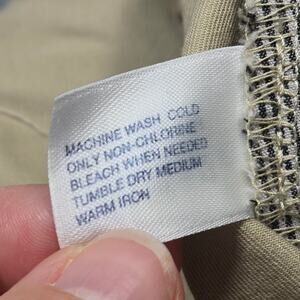 MACHINE WASH COLD
ONLY NON-CHLORINE
BLEACH WHEN NEEDED
TUMBLE DRY MEDIUM
WARM IRON